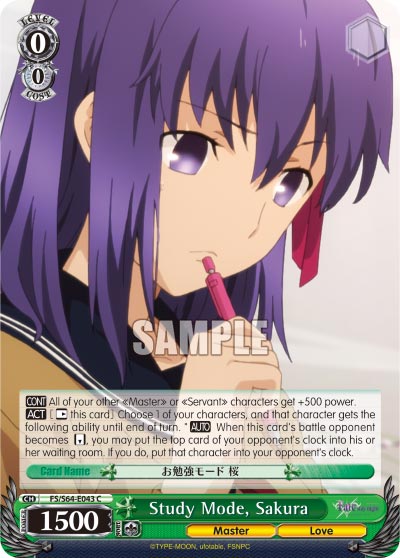 LEVEL
0
0
COST
SAMPLE
CONT All of your other «Master» or «Servant» characters get +500 power.
ACT [ this card] Choose 1 of your characters, and that character gets the
following ability until end of turn. " AUTO When this card's battle opponent
becomes , you may put the top card of your opponent's clock into his or
her waiting room. If you do, put that character into your opponent's clock.
Card Name
お勉強モード 桜
CH
FS/S64-E043 C
Study Mode, Sakura
1500
Master
Love
©TYPE-MOON, ufotable, FSNPC